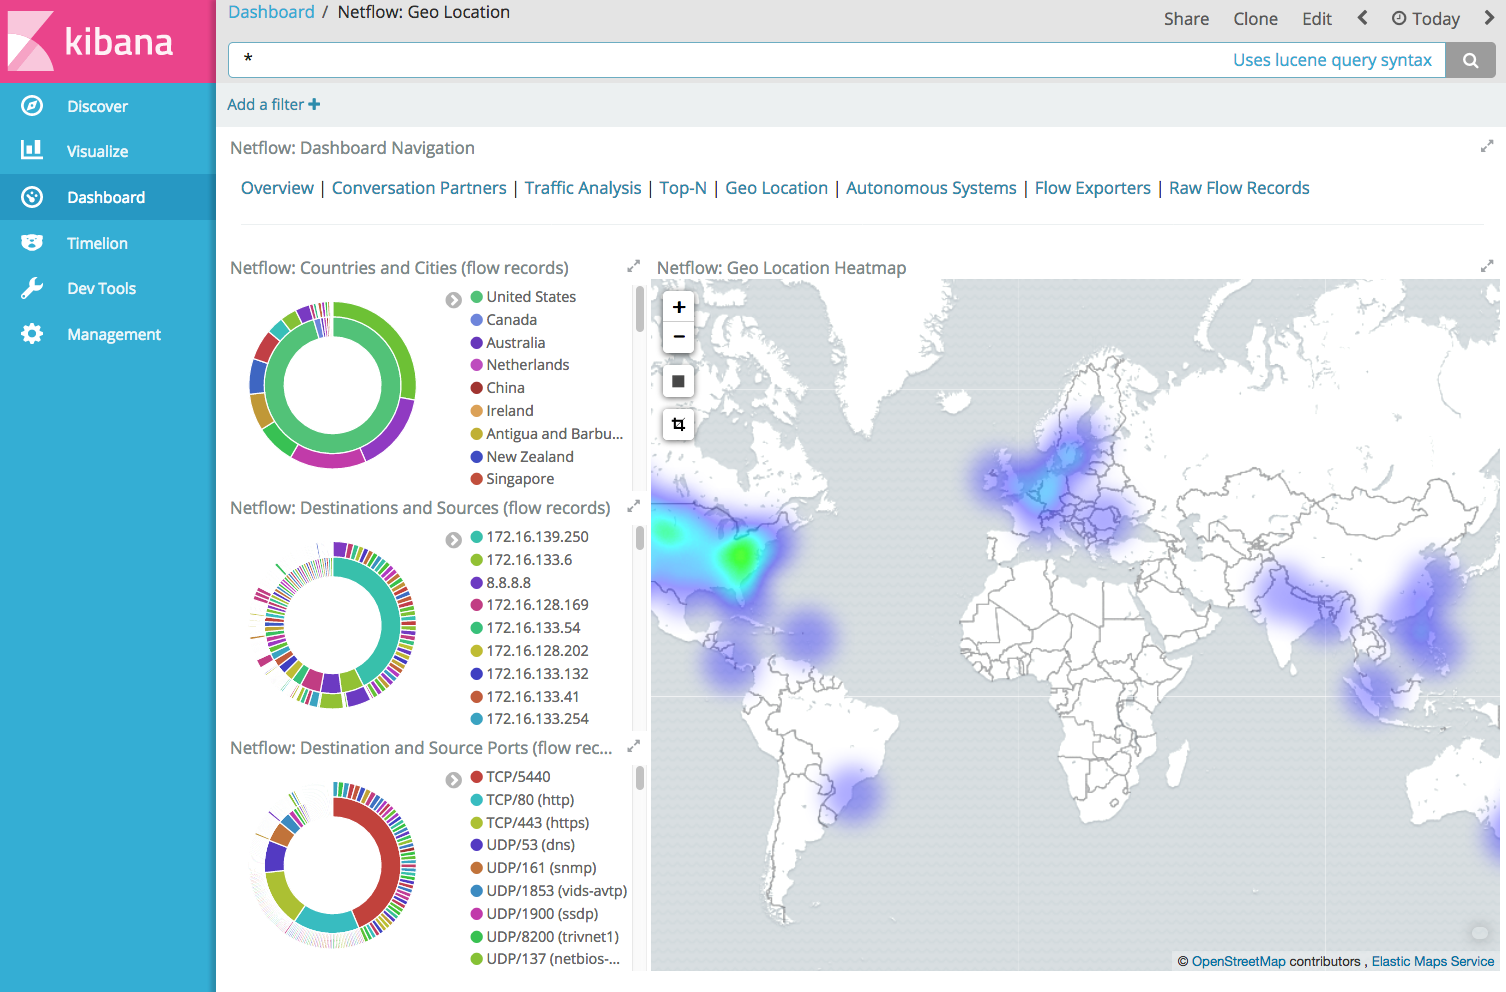 kibana
Discover
Visualize
Dashboard
Timelion
Dev Tools
Management
Dashboard / Netflow: Geo Location
Share Clone Edit Today
*
Uses lucene query syntax
Add a filter +
Netflow: Dashboard Navigation
Overview | Conversation Partners | Traffic Analysis | Top-N | Geo Location | Autonomous Systems | Flow Exporters | Raw Flow Records
Netflow: Countries and Cities (flow records)
United States
Canada
Australia
Netherlands
China
Ireland
Antigua and Barbu...
New Zealand
Singapore
Netflow: Destinations and Sources (flow records)
172.16.139.250
172.16.133.6
8.8.8.8
172.16.128.169
172.16.133.54
172.16.128.202
172.16.133.132
172.16.133.41
172.16.133.254
Netflow: Destination and Source Ports (flow rec...
TCP/5440
TCP/80 (http)
TCP/443 (https)
UDP/53 (dns)
UDP/161 (snmp)
UDP/1853 (vids-avtp)
UDP/1900 (ssdp)
UDP/8200 (trivnet1)
UDP/137 (netbios-...
Netflow: Geo Location Heatmap
+
−
© OpenStreetMap contributors , Elastic Maps Service